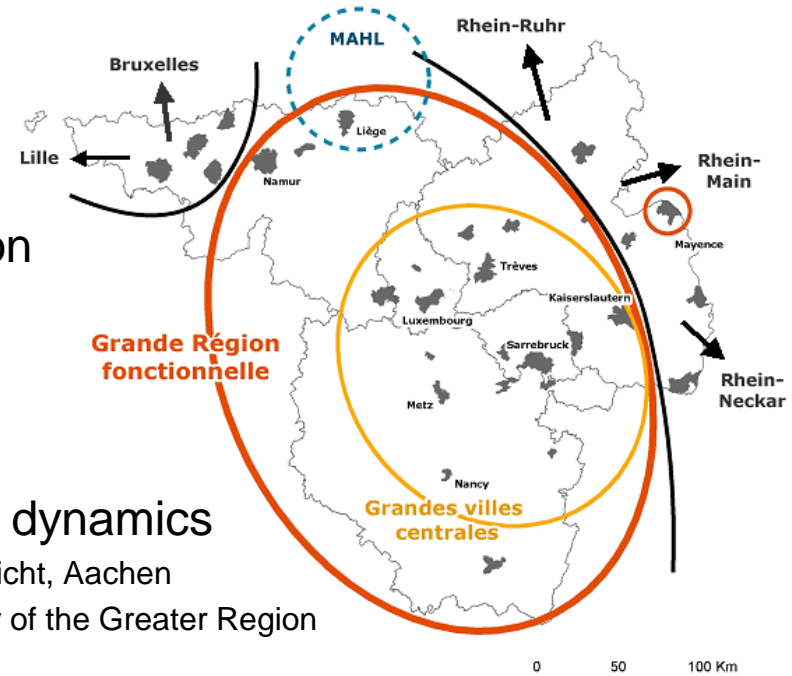 MAHL
Rhein-Ruhr
Bruxelles
Liège
Lille
Namur
Rhein-
Main
Mayence
Trèves
Kaiserslautern
Luxembourg
Grande Région
fonctionnelle
Sarrebruck
Rhein-
Neckar
Metz
Nancy
Grandes villes
centrales
dynamics
Aachen
of the Greater Region
0 50 100 Km